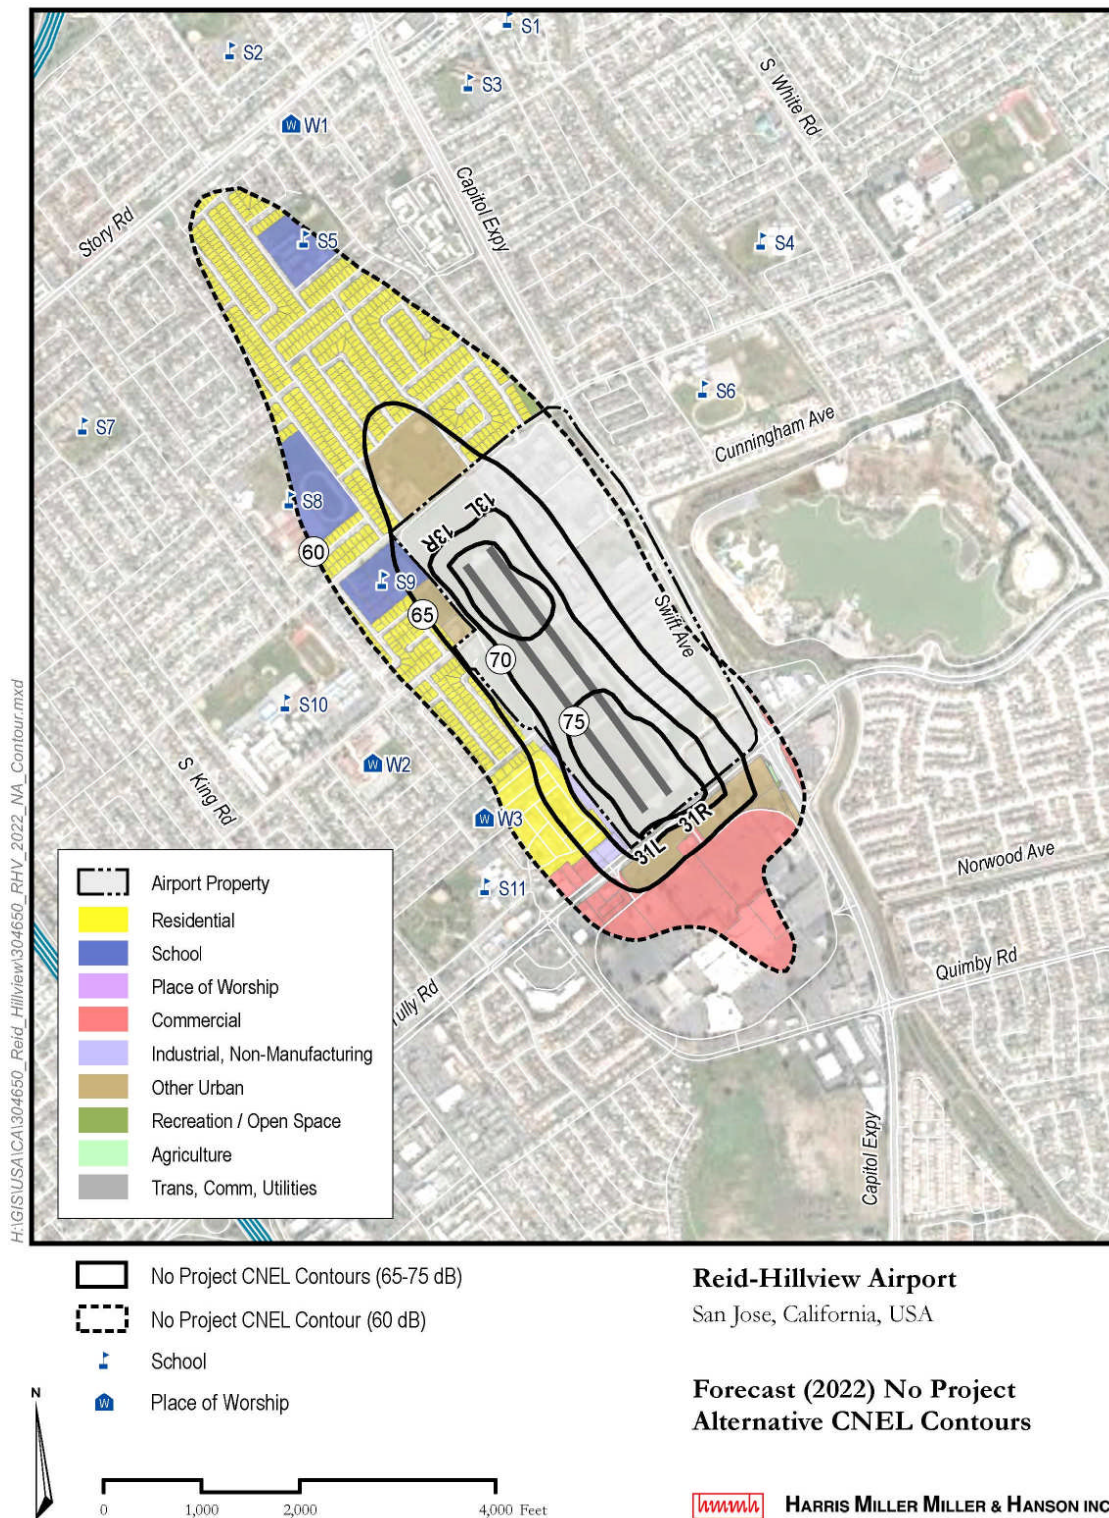 S1
S2
S3
S White Rd
W1
Capitol Expy
Story Rd
S5
S4
S6
S7
Cunningham Ave
S8
13L
13R
60
S9
65
Swift Ave
70
S10
75
W2
S King Rd
W3
31R
31L
Norwood Ave
S11
Quimby Rd
Tully Rd
Capitol Expy
Airport Property
Residential
School
Place of Worship
Commercial
Industrial, Non-Manufacturing
Other Urban
Recreation / Open Space
Agriculture
Trans, Comm, Utilities
H:\GIS\USA\CA\304650_Reid_Hillview\304650_RHV_2022_NA_Contour.mxd
No Project CNEL Contours (65-75 dB)
No Project CNEL Contour (60 dB)
School
W Place of Worship
N
0 1,000 2,000 4,000 Feet
Reid-Hillview Airport
San Jose, California, USA
Forecast (2022) No Project
Alternative CNEL Contours
HARRIS MILLER MILLER & HANSON INC